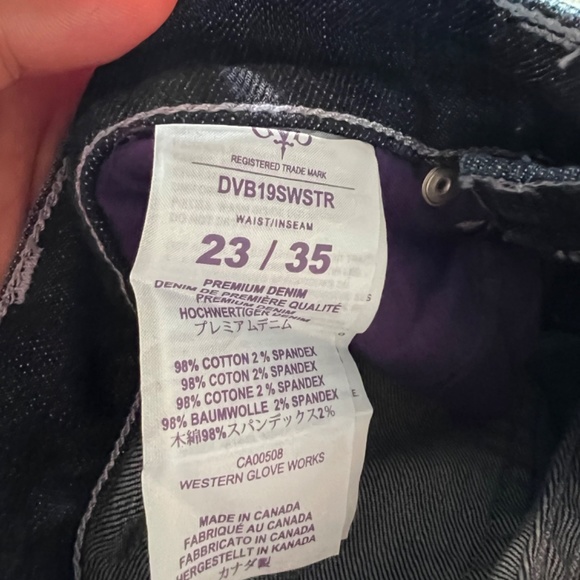 REGISTERED TRADE MARK
DVB19SWSTR
WAIST/INSEAM
23 / 35
PREMIUM DENIM
DENIM DE PREMIÈRE QUALITÉ
PREMIUM DENIM
HOCHWERTIGER DENIM
プレミアムデニム
98% COTTON 2% SPANDEX
98% COTON 2% SPANDEX
98% COTONE 2% SPANDEX
98% BAUMWOLLE 2% SPANDEX
木綿98%スパンデックス2%
CA00508
WESTERN GLOVE WORKS
MADE IN CANADA
FABRIQUÉ AU CANADA
FABBRICATO IN CANADA
HERGESTELLT IN KANADA
カナダ製